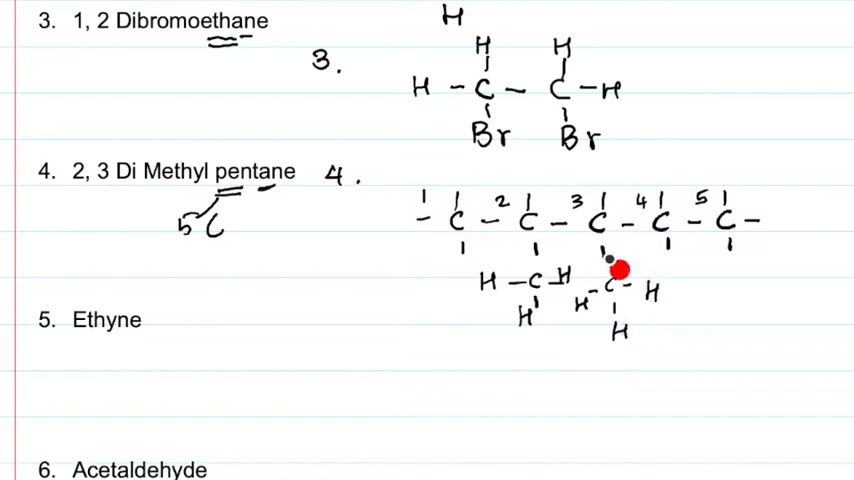 3. 1, 2 Dibromoethane
H
3.
H H
H - C - C - H
Br Br
4. 2, 3 Di Methyl pentane
4.
5 C
1 2 3 4 5
- C - C - C - C - C -
H - C - H H - C - H
H H
5. Ethyne
6. Acetaldehyde